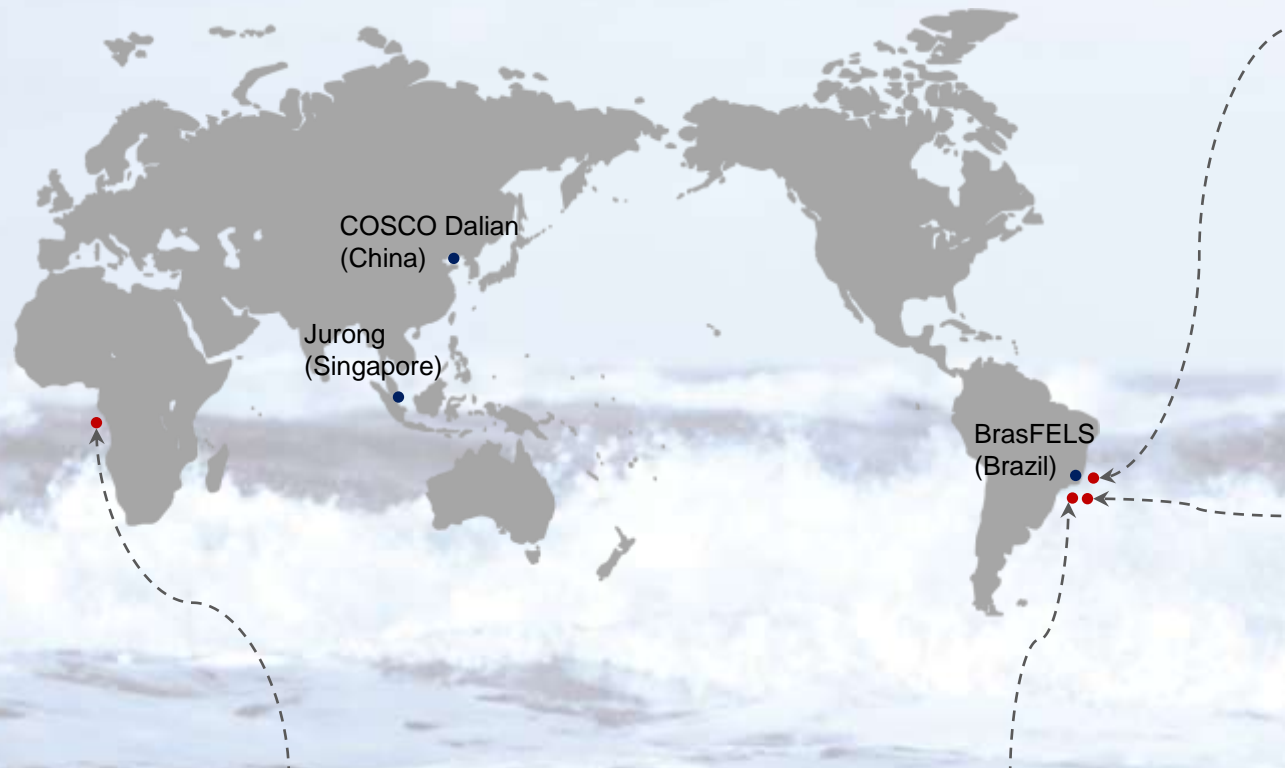 COSCO Dalian
(China)
Jurong
(Singapore)
BrasFELS
(Brazil)